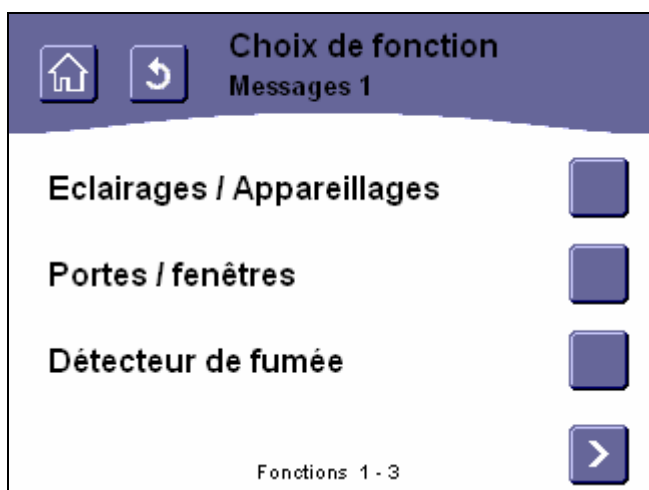 Choix de fonction
Messages 1
Eclairages / Appareillages
Portes / fenêtres
Détecteur de fumée
Fonctions 1 - 3